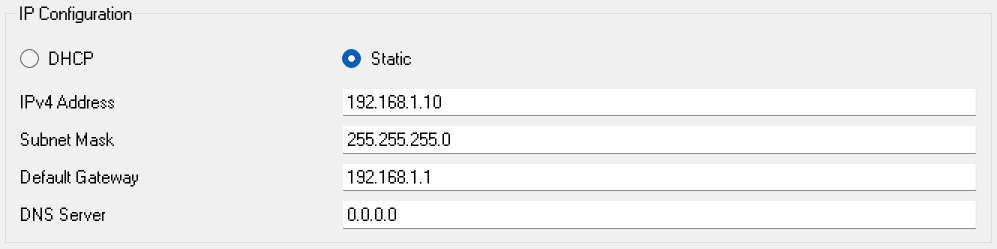 IP Configuration
DHCP Static
IPv4 Address 192.168.1.10
Subnet Mask 255.255.255.0
Default Gateway 192.168.1.1
DNS Server 0.0.0.0